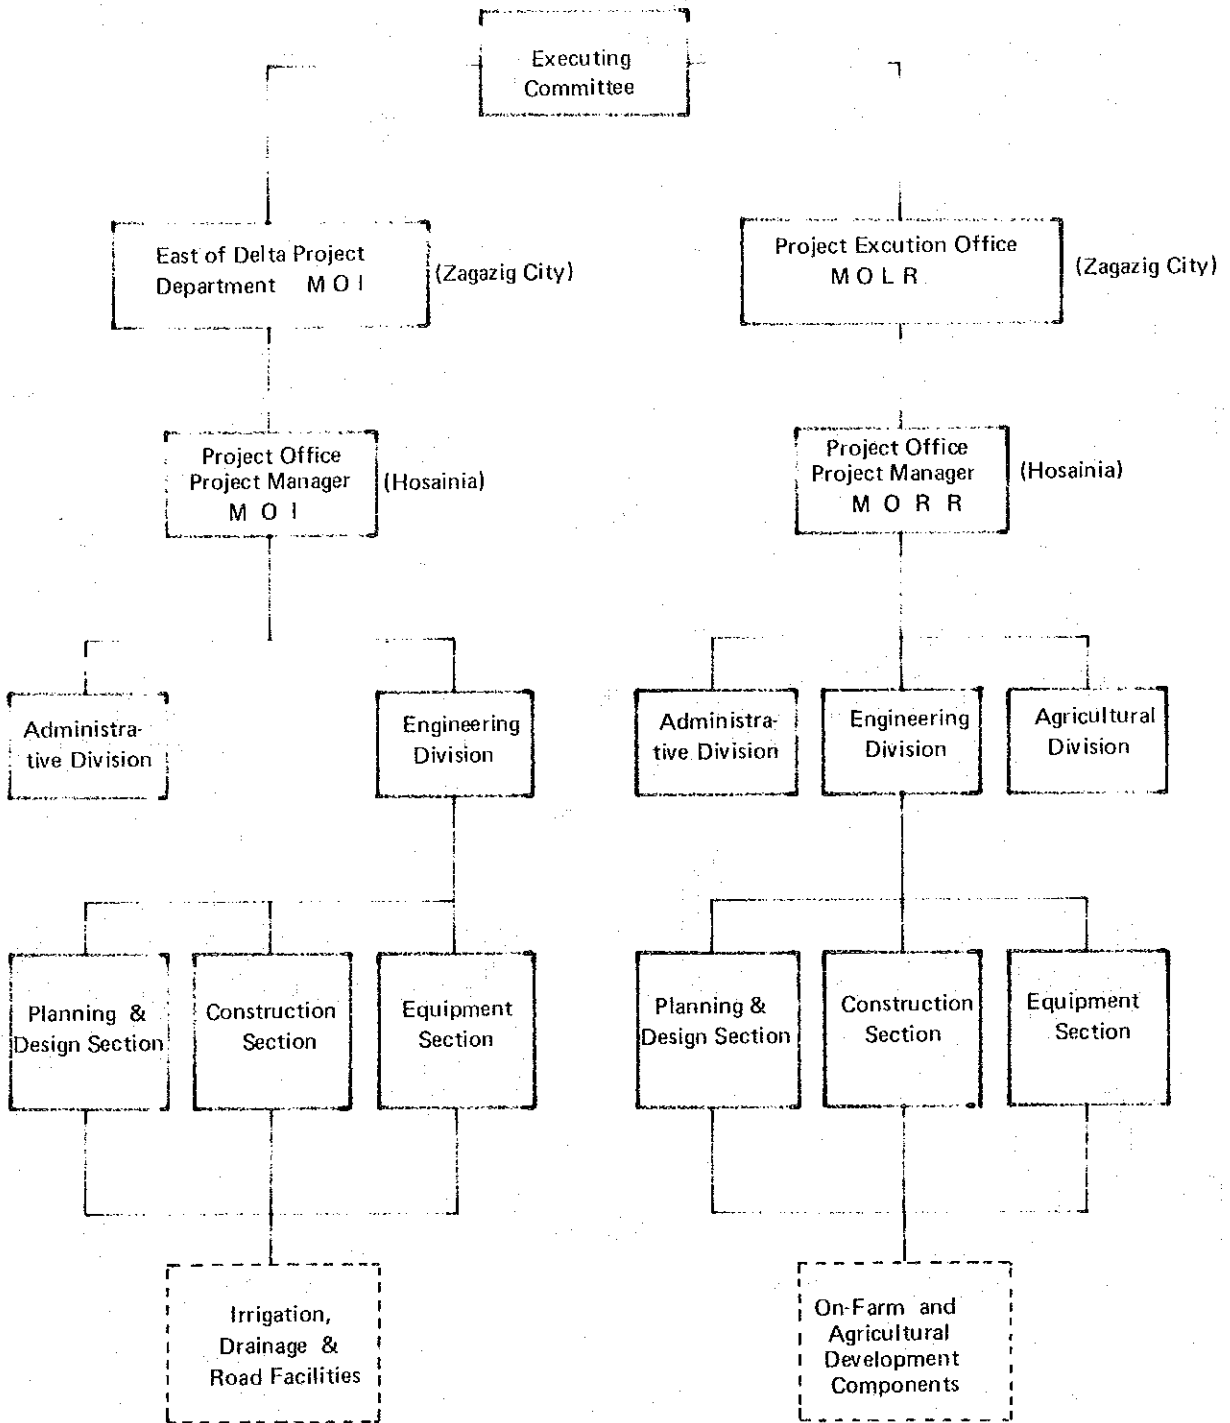 Executing
Committee
East of Delta Project
Department MOI
(Zagazig City)
Project Excution Office
MOLR
(Zagazig City)
Project Office
Project Manager
MOI
(Hosainia)
Project Office
Project Manager
MORR
(Hosainia)
Administra-
tive Division
Engineering
Division
Administra-
tive Division
Engineering
Division
Agricultural
Division
Planning &
Design Section
Construction
Section
Equipment
Section
Planning &
Design Section
Construction
Section
Equipment
Section
Irrigation,
Drainage &
Road Facilities
On-Farm and
Agricultural
Development
Components